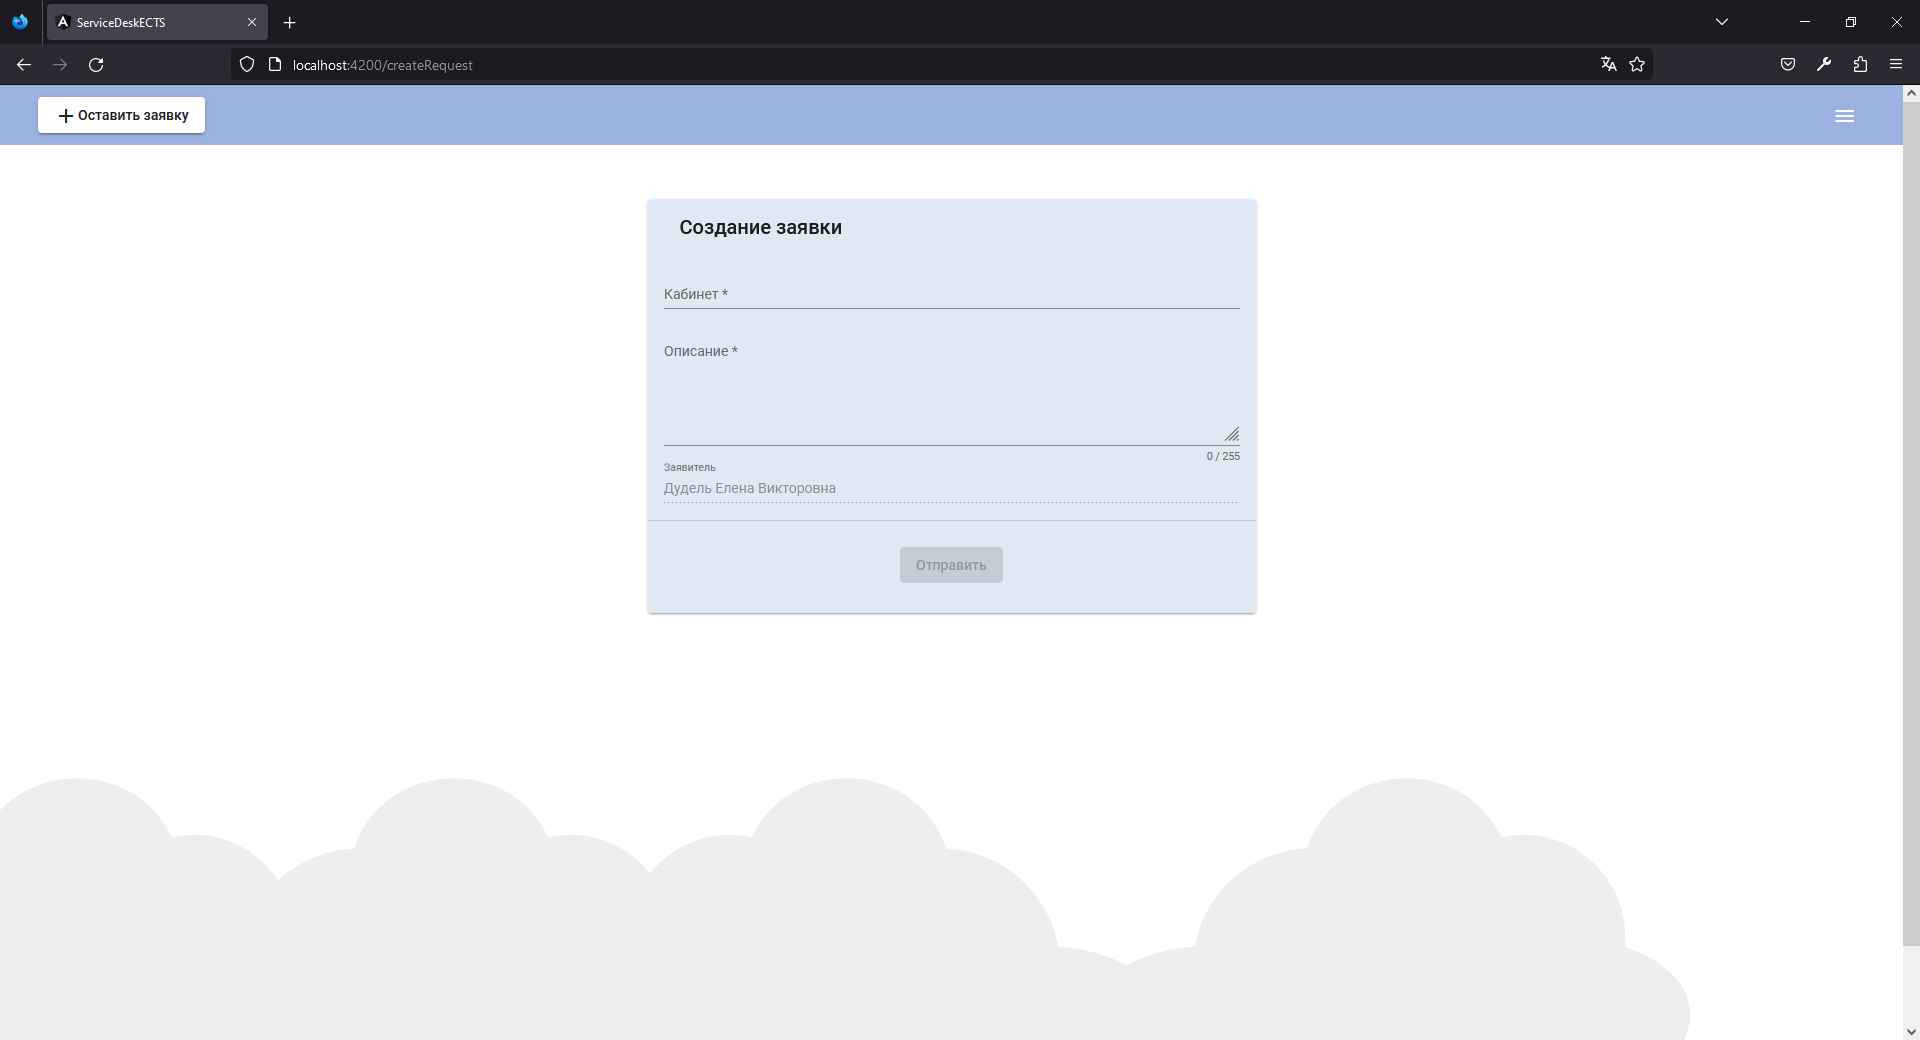 ServiceDeskECTS
localhost:4200/createRequest
Оставить заявку
Создание заявки
Кабинет *
Описание *
0 / 255
Заявитель
Дудель Елена Викторовна
Отправить